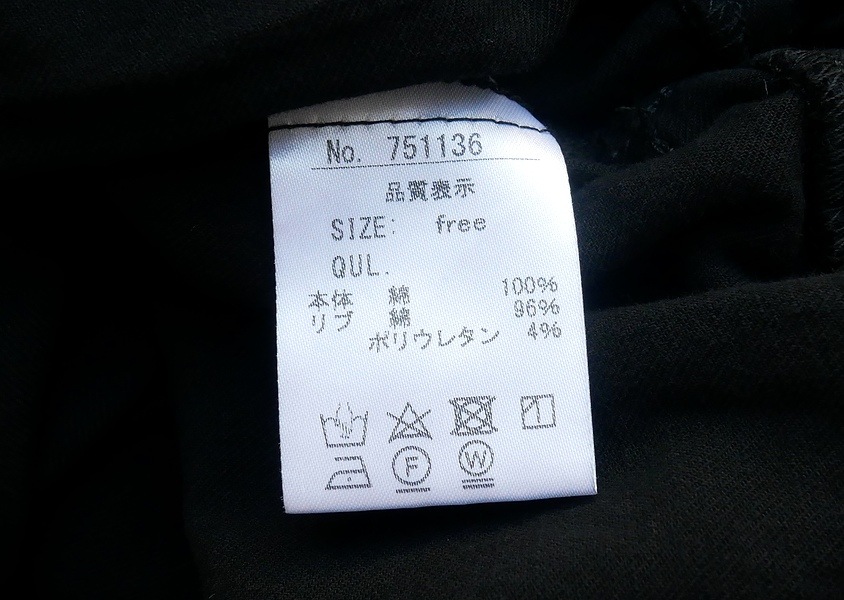 No. 751136
品質表示
SIZE: free
QUL.
本体 綿 100%
リブ 綿 96%
ポリウレタン 4%
F W